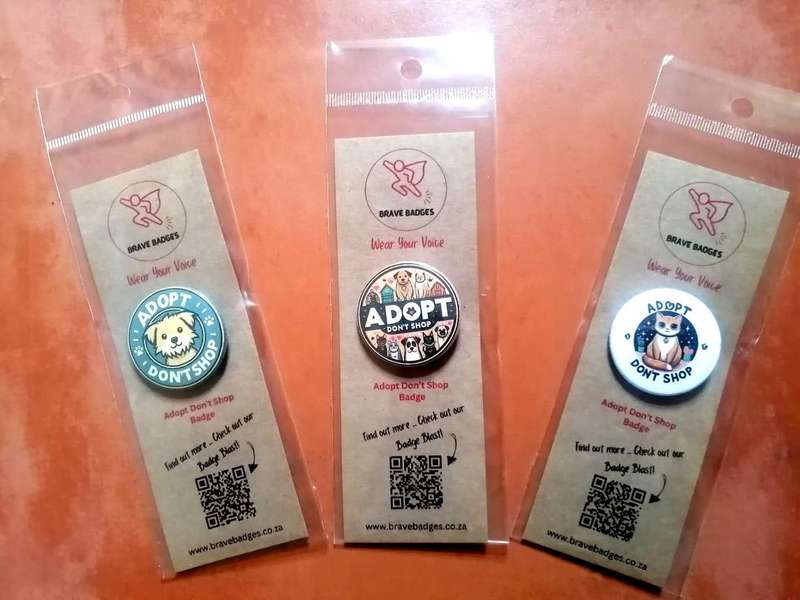 BRAVE BADGES
Wear Your Voice
ADOPT
DON'T SHOP
Adopt Don't Shop
Badge
Find out more ... Check out our
Badge Blast!
www.bravebadges.co.za
BRAVE BADGES
Wear Your Voice
ADOPT
DON'T SHOP
Adopt Don't Shop
Badge
Find out more ... Check out our
Badge Blast!
www.bravebadges.co.za
BRAVE BADGES
Wear Your Voice
ADOPT
DONT SHOP
Adopt Don't Shop
Badge
Find out more ... Check out our
Badge Blast!
www.bravebadges.co.za